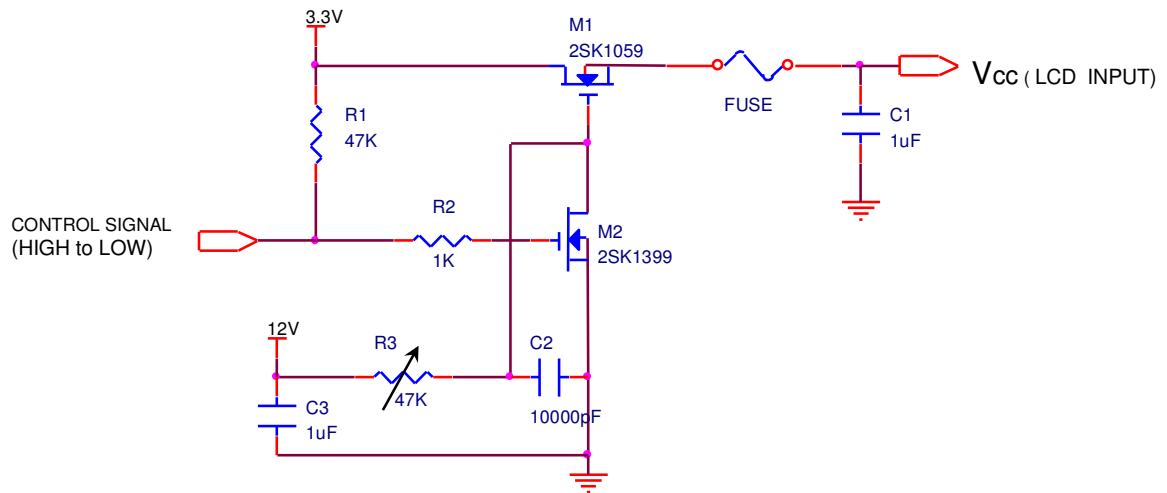 3.3V
M1
2SK1059
FUSE
VCC ( LCD INPUT)
R1
47K
C1
1uF
CONTROL SIGNAL
(HIGH to LOW)
R2
1K
M2
2SK1399
12V
R3
47K
C2
10000pF
C3
1uF